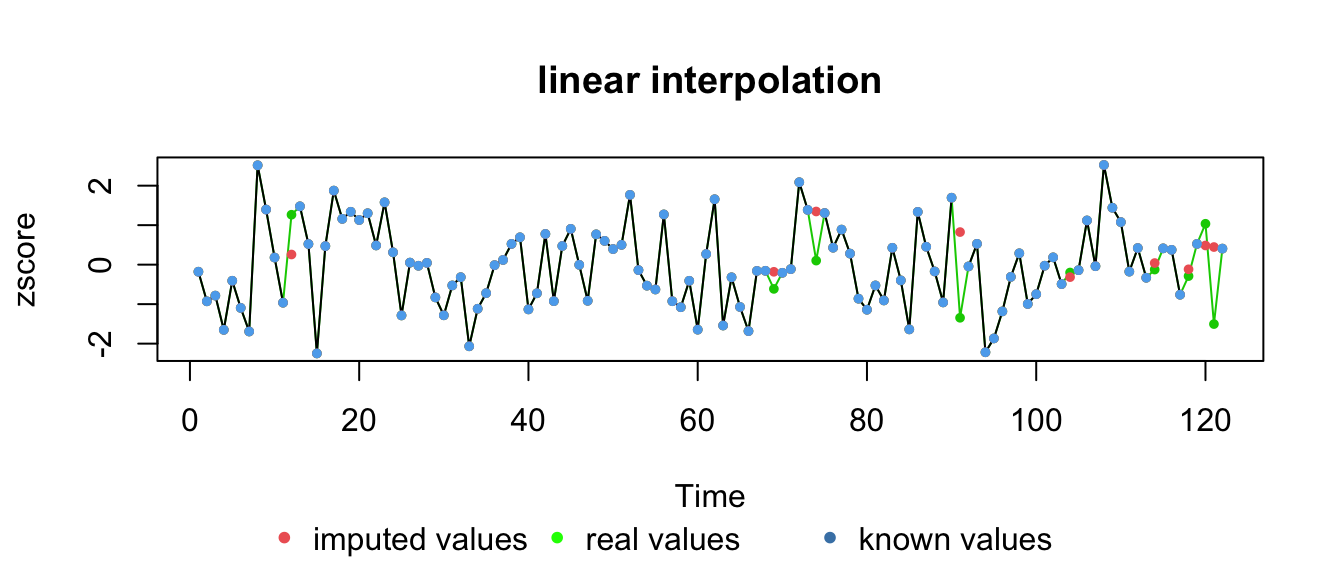 linear interpolation
zscore
2
0
-2
0 20 40 60 80 100 120
Time
imputed values real values known values